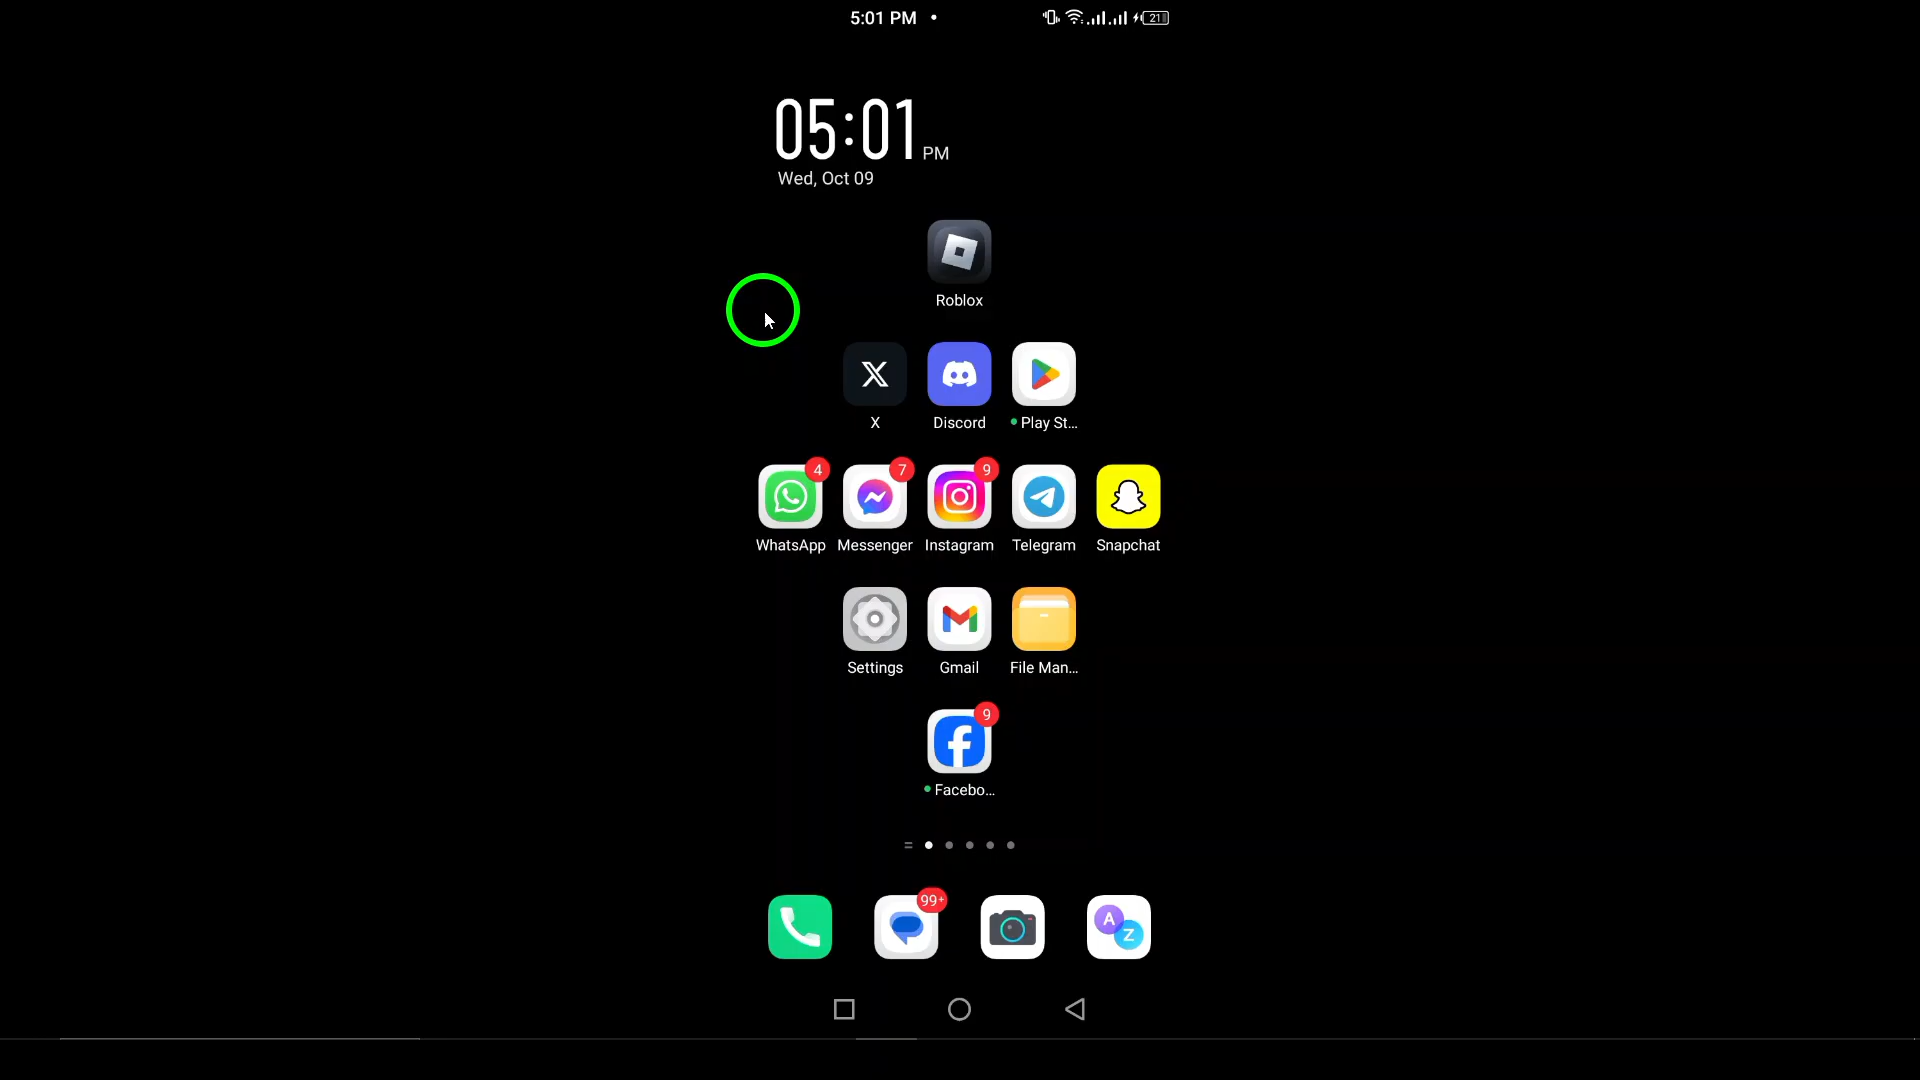 5:01 PM
21
05:01 PM
Wed, Oct 09
Roblox
X Discord Play St...
4 7 9
WhatsApp Messenger Instagram Telegram Snapchat
Settings Gmail File Man...
9
Facebo...
99+
A Z